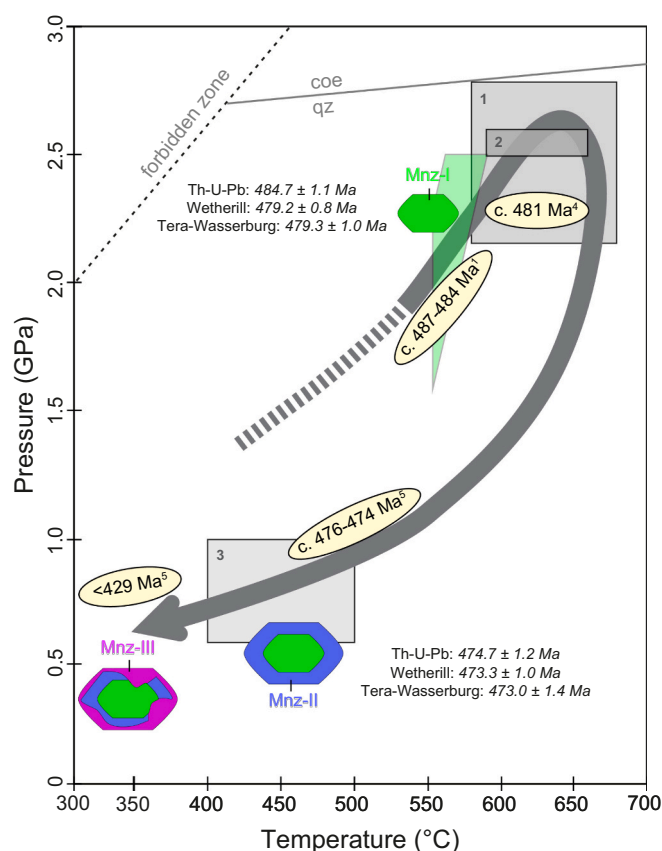 3.0
2.5
2.0
1.5
1.0
0.5
0
Pressure (GPa)
forbidden zone
coe
qz
1
2
Mnz-I
Th-U-Pb: 484.7 ± 1.1 Ma
Wetherill: 479.2 ± 0.8 Ma
Tera-Wasserburg: 479.3 ± 1.0 Ma
c. 481 Ma⁴
c. 487-484 Ma¹
c. 476-474 Ma⁵
3
<429 Ma⁵
Mnz-III
Mnz-II
Th-U-Pb: 474.7 ± 1.2 Ma
Wetherill: 473.3 ± 1.0 Ma
Tera-Wasserburg: 473.0 ± 1.4 Ma
300 350 400 450 500 550 600 650 700
Temperature (°C)